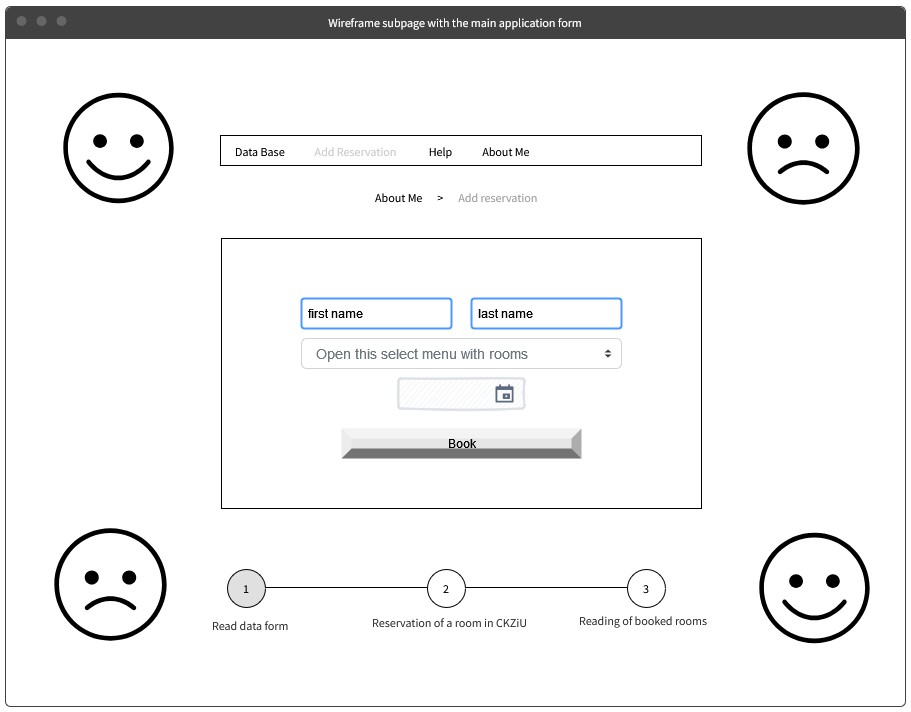 Wireframe subpage with the main application form
Data Base Add Reservation Help About Me
About Me > Add reservation
first name last name
Open this select menu with rooms
Book
1 2 3
Read data form Reservation of a room in CKZiU Reading of booked rooms